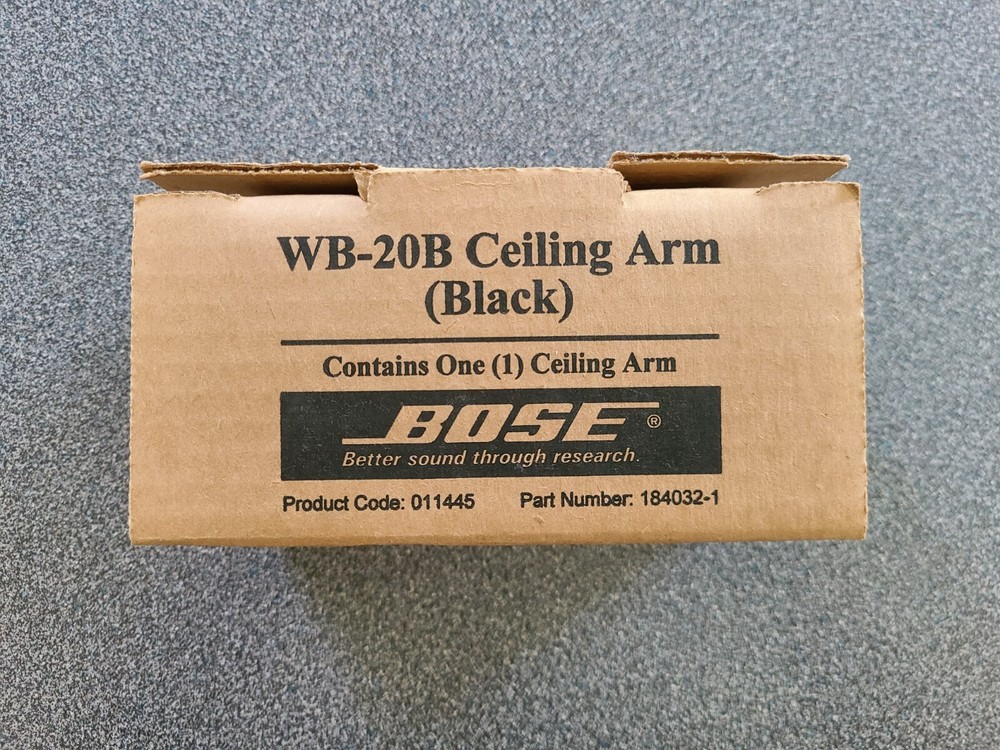 WB-20B Ceiling Arm
(Black)
Contains One (1) Ceiling Arm
BOSE ®
Better sound through research.
Product Code: 011445 Part Number: 184032-1